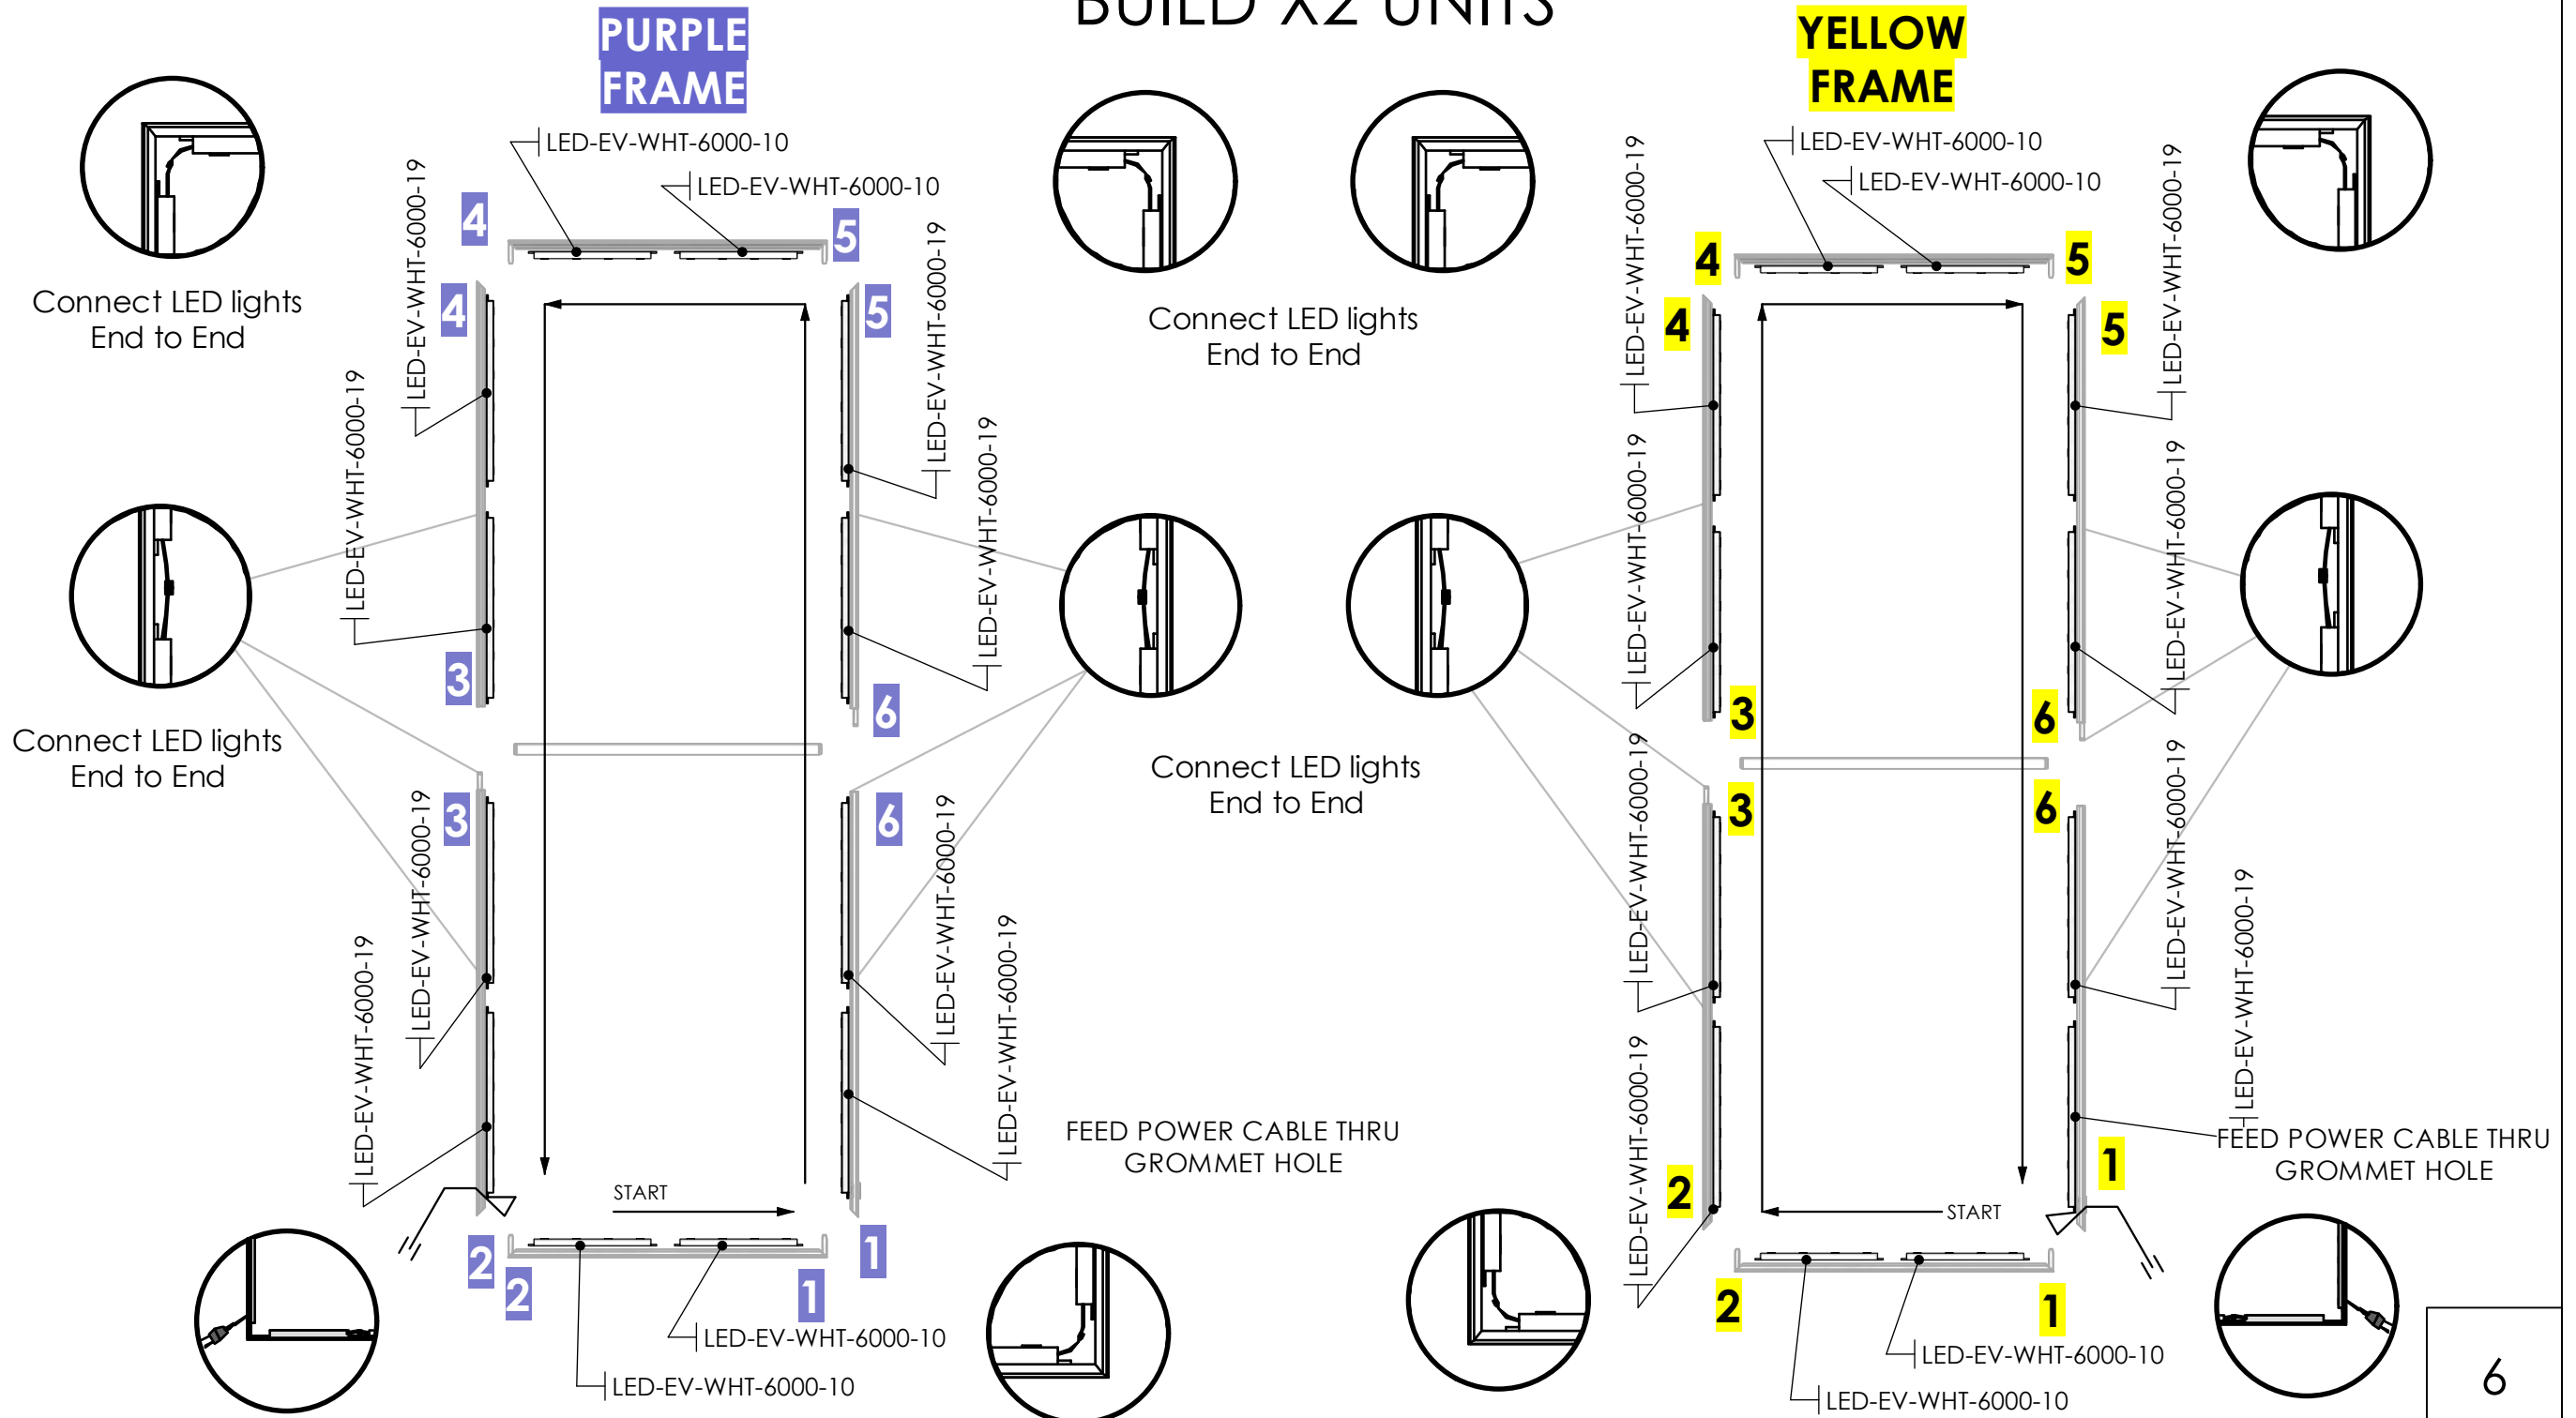 BUILD X2 UNITS
PURPLE
FRAME
LED-EV-WHT-6000-10
LED-EV-WHT-6000-10
4
5
LED-EV-WHT-6000-19
LED-EV-WHT-6000-19
4
5
Connect LED lights
End to End
LED-EV-WHT-6000-19
LED-EV-WHT-6000-19
3
6
Connect LED lights
End to End
3
6
LED-EV-WHT-6000-19
LED-EV-WHT-6000-19
LED-EV-WHT-6000-19
LED-EV-WHT-6000-19
FEED POWER CABLE THRU
GROMMET HOLE
START
2
1
2
1
LED-EV-WHT-6000-10
LED-EV-WHT-6000-10
YELLOW
FRAME
LED-EV-WHT-6000-10
LED-EV-WHT-6000-10
4
5
LED-EV-WHT-6000-19
LED-EV-WHT-6000-19
4
5
Connect LED lights
End to End
LED-EV-WHT-6000-19
LED-EV-WHT-6000-19
3
6
Connect LED lights
End to End
3
6
LED-EV-WHT-6000-19
LED-EV-WHT-6000-19
LED-EV-WHT-6000-19
LED-EV-WHT-6000-19
FEED POWER CABLE THRU
GROMMET HOLE
1
2
START
2
1
LED-EV-WHT-6000-10
LED-EV-WHT-6000-10
6